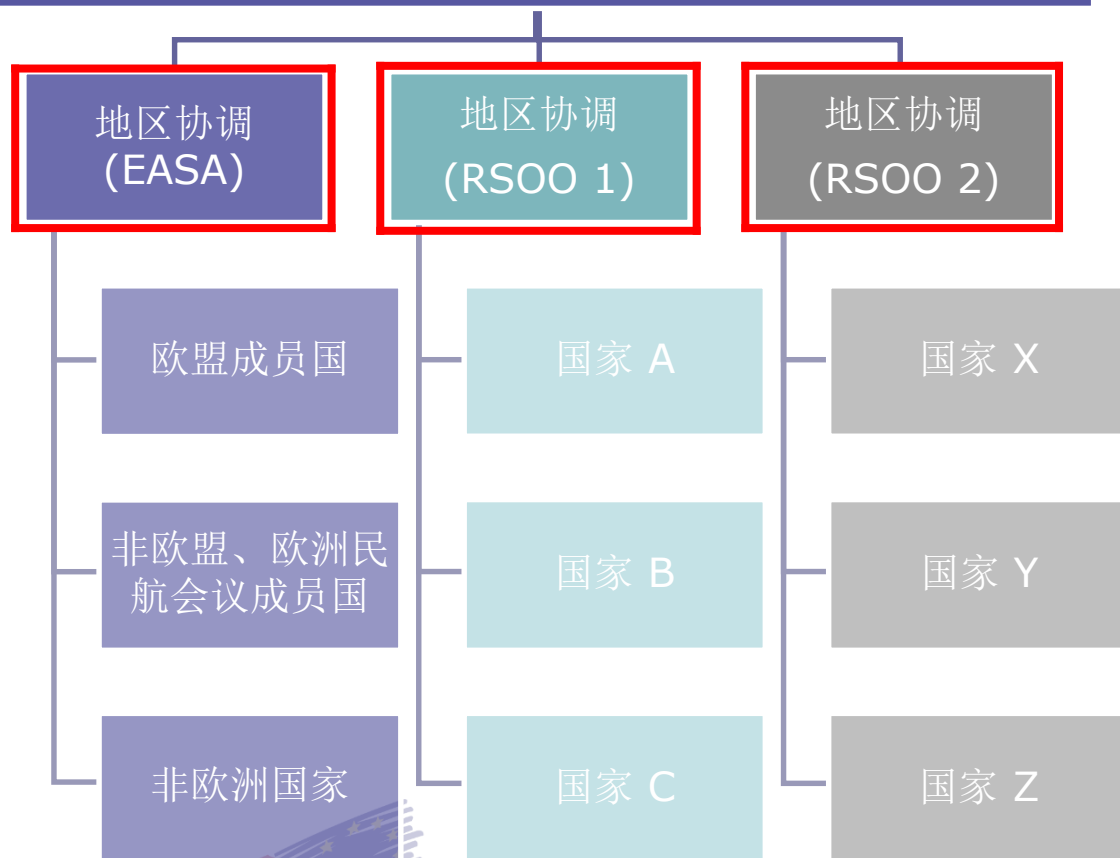 地区协调
(EASA)
地区协调
(RSOO 1)
地区协调
(RSOO 2)
欧盟成员国
国家 A
国家 X
非欧盟、欧洲民
航会议成员国
国家 B
国家 Y
非欧洲国家
国家 C
国家 Z